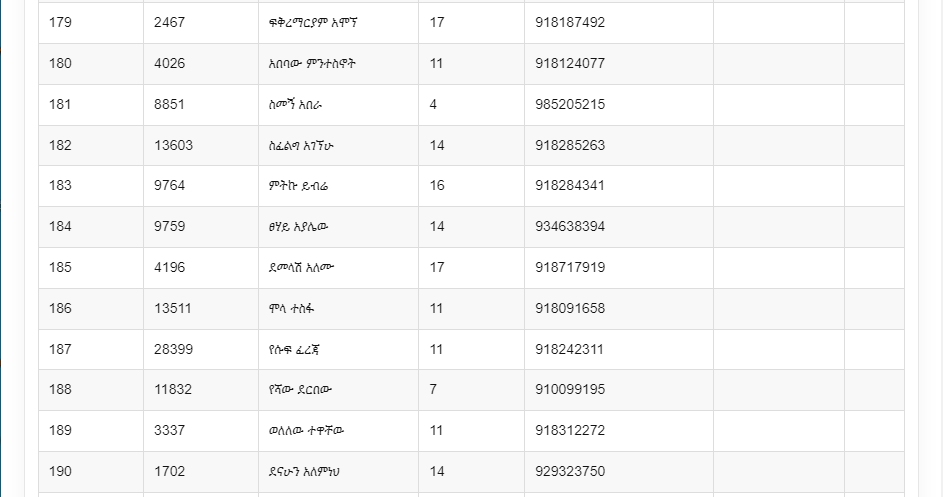 179 2467 ፍቅረማርያም አሞኘ 17 918187492
180 4026 አበባው ምንተስኖት 11 918124077
181 8851 ስመኝ አበራ 4 985205215
182 13603 ስፈልግ አገኘሁ 14 918285263
183 9764 ምትኩ ይብሬ 16 918284341
184 9759 ፀሃይ አያሌው 14 934638394
185 4196 ደመላሽ አለሙ 17 918717919
186 13511 ሞላ ተስፋ 11 918091658
187 28399 የሱፍ ፈረጃ 11 918242311
188 11832 የሻው ደርበው 7 910099195
189 3337 ወለለው ተዋቸው 11 918312272
190 1702 ደናሁን አለምነህ 14 929323750